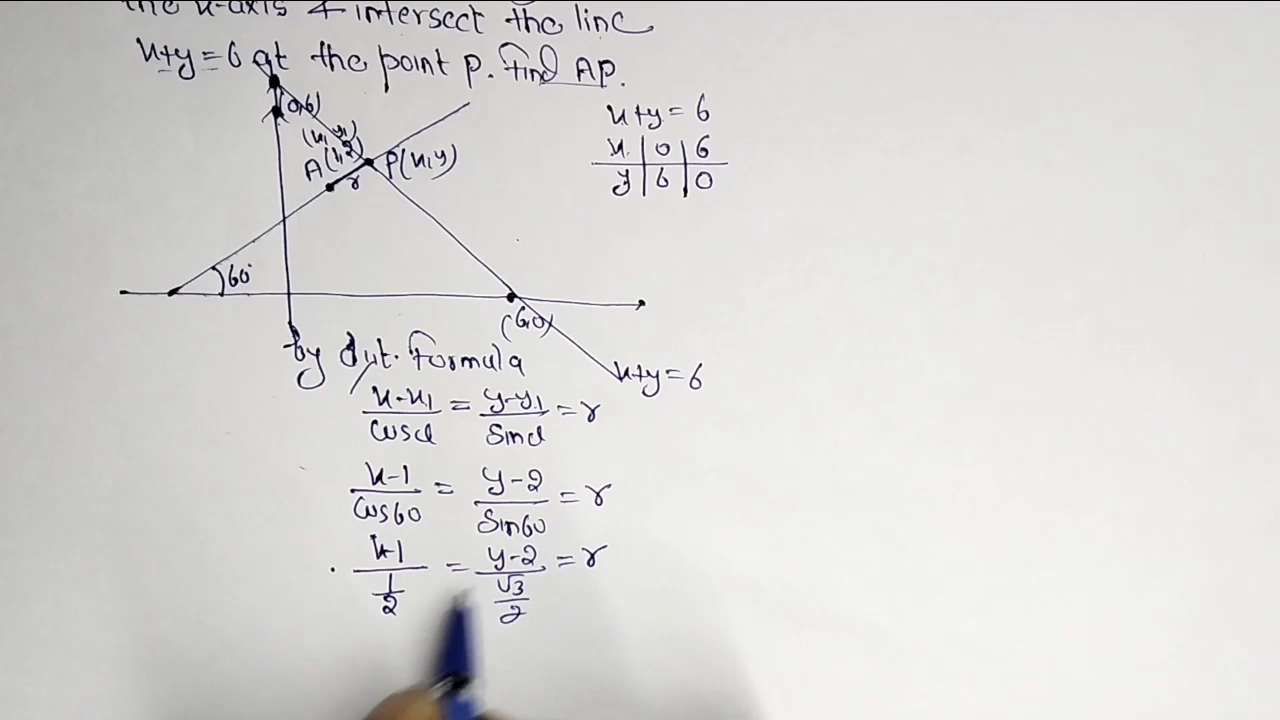 the x-axis & intersect the line
x+y=6 at the point P. Find AP.
(0,6)
(x₁, y₁)
A(1,2)
P(x,y)
r
60°
(6,0)
x+y=6
x+y=6
x | 0 | 6
y | 6 | 0
by dist. Formula
x-x₁/cosα = y-y₁/sinα = r
x-1/cos60 = y-2/sin60 = r
x-1/(1/2) = y-2/(√3/2) = r